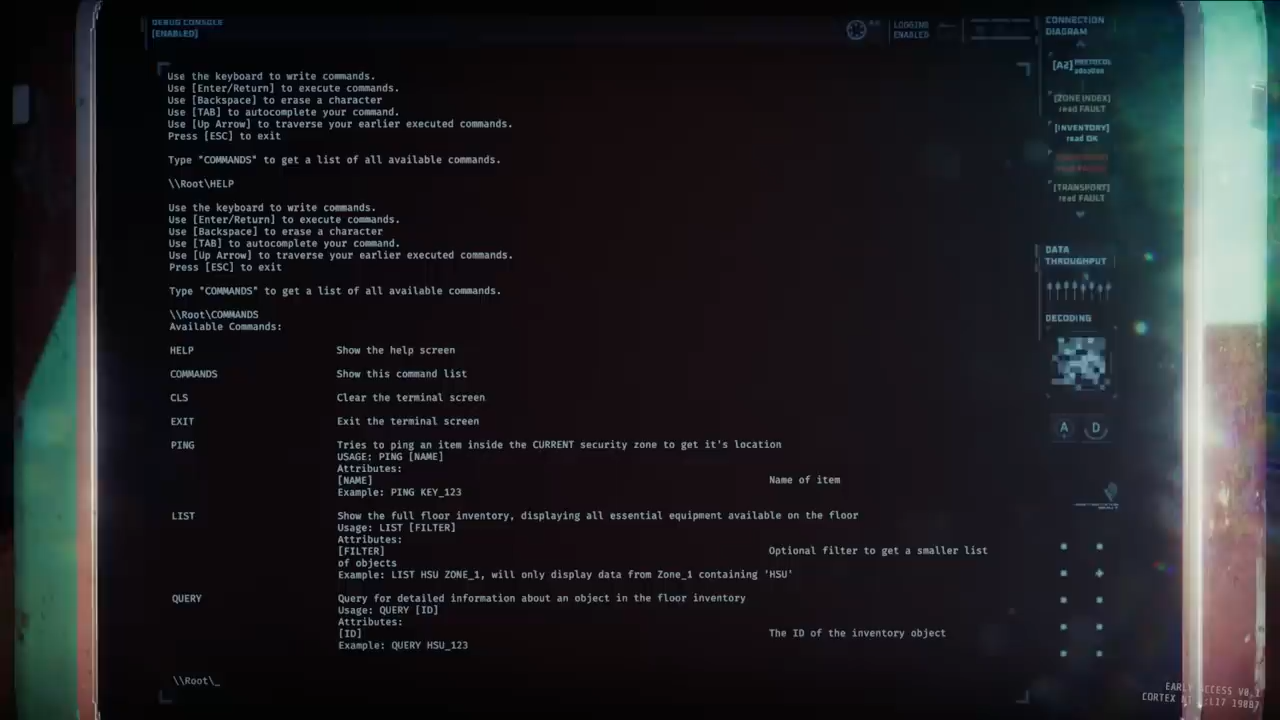 DEBUG CONSOLE
[ENABLED]
LOGGING
ENABLED
CONNECTION
DIAGRAM
Use the keyboard to write commands.
Use [Enter/Return] to execute commands.
Use [Backspace] to erase a character
Use [TAB] to autocomplete your command.
Use [Up Arrow] to traverse your earlier executed commands.
Press [ESC] to exit
Type "COMMANDS" to get a list of all available commands.
\\Root\HELP
Use the keyboard to write commands.
Use [Enter/Return] to execute commands.
Use [Backspace] to erase a character
Use [TAB] to autocomplete your command.
Use [Up Arrow] to traverse your earlier executed commands.
Press [ESC] to exit
Type "COMMANDS" to get a list of all available commands.
\\Root\COMMANDS
Available Commands:
HELP Show the help screen
COMMANDS Show this command list
CLS Clear the terminal screen
EXIT Exit the terminal screen
PING Tries to ping an item inside the CURRENT security zone to get it's location
USAGE: PING [NAME]
Attributes:
[NAME] Name of item
Example: PING KEY_123
LIST Show the full floor inventory, displaying all essential equipment available on the floor
Usage: LIST [FILTER]
Attributes:
[FILTER] Optional filter to get a smaller list
of objects
Example: LIST HSU ZONE_1, will only display data from Zone_1 containing 'HSU'
QUERY Query for detailed information about an object in the floor inventory
Usage: QUERY [ID]
Attributes:
[ID] The ID of the inventory object
Example: QUERY HSU_123
\\Root\_
[A2] PROTOCOL
[ZONE INDEX]
read FAULT
[INVENTORY]
read OK
[TRANSPORT]
read FAULT
DATA
THROUGHPUT
DECODING
A D
EARLY ACCESS V0.1
CORTEX